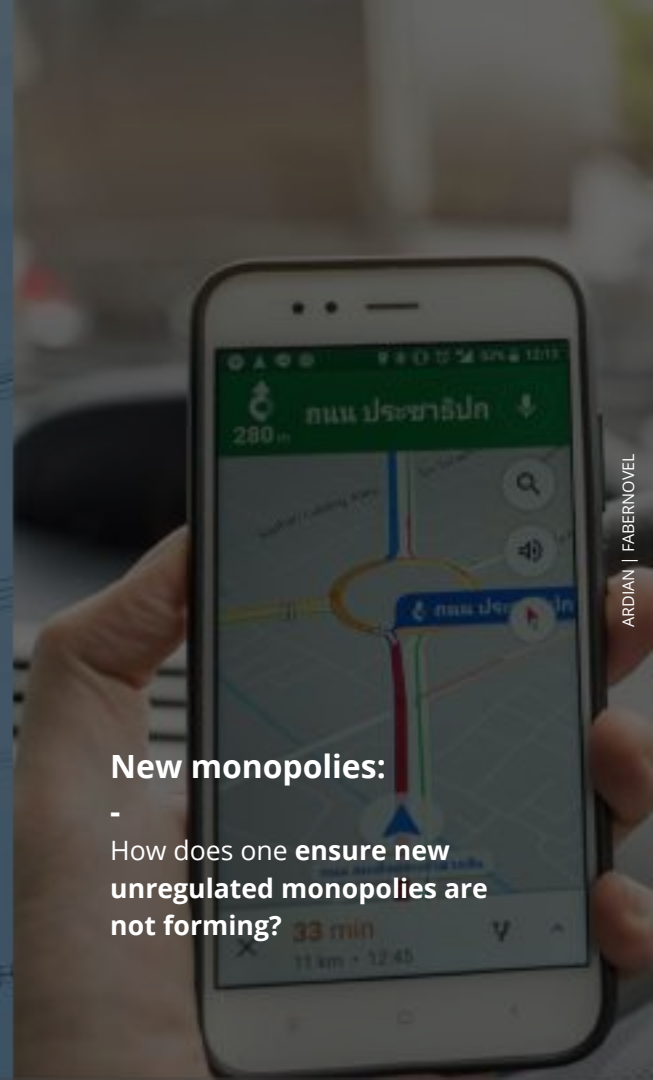 280 m
ถนน ประชาธิปก
ARDIAN | FABERNOVEL
New monopolies:
-
How does one ensure new
unregulated monopolies are
not forming?
33 min
11 km • 12:45